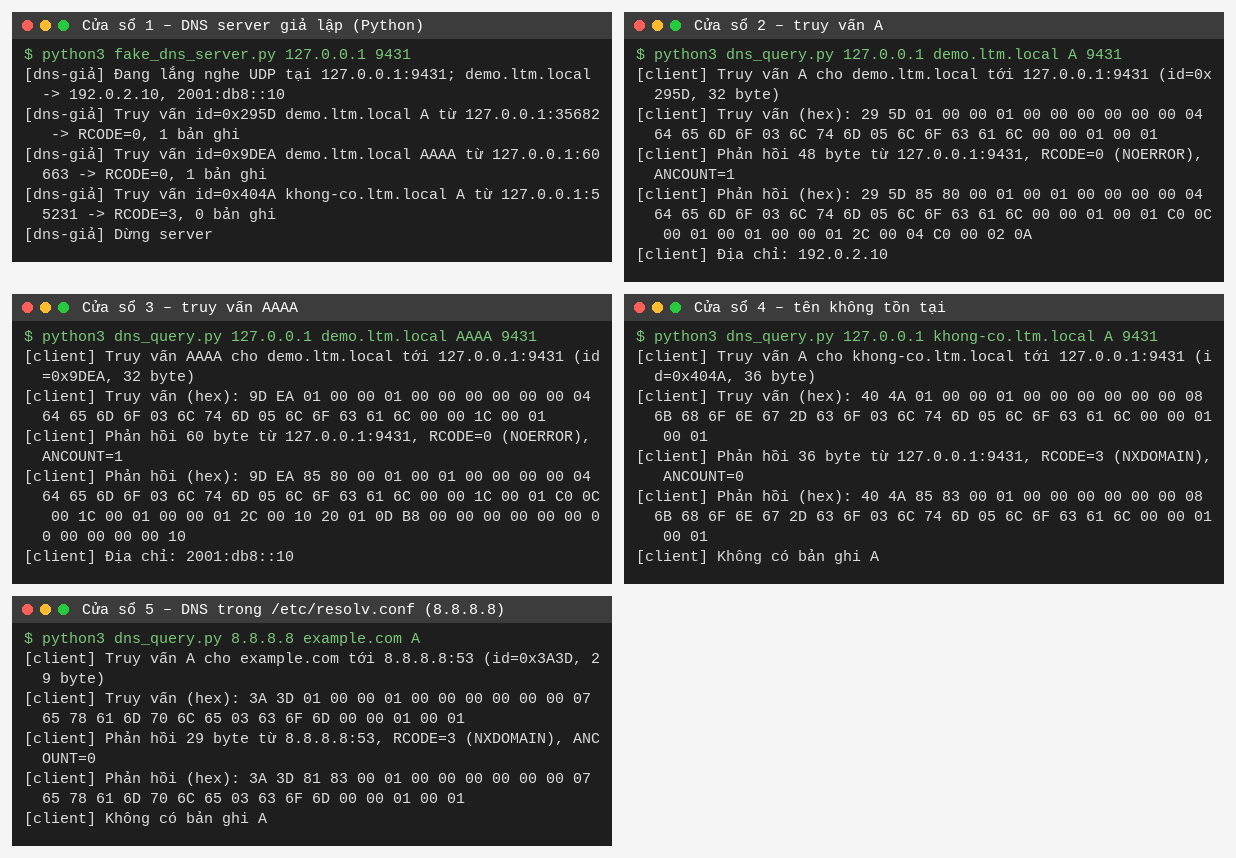 Cửa sổ 1 – DNS server giả lập (Python)
$ python3 fake_dns_server.py 127.0.0.1 9431
[dns-giả] Đang lắng nghe UDP tại 127.0.0.1:9431; demo.ltm.local
-> 192.0.2.10, 2001:db8::10
[dns-giả] Truy vấn id=0x295D demo.ltm.local A từ 127.0.0.1:35682
-> RCODE=0, 1 bản ghi
[dns-giả] Truy vấn id=0x9DEA demo.ltm.local AAAA từ 127.0.0.1:60
663 -> RCODE=0, 1 bản ghi
[dns-giả] Truy vấn id=0x404A khong-co.ltm.local A từ 127.0.0.1:5
5231 -> RCODE=3, 0 bản ghi
[dns-giả] Dừng server
Cửa sổ 2 – truy vấn A
$ python3 dns_query.py 127.0.0.1 demo.ltm.local A 9431
[client] Truy vấn A cho demo.ltm.local tới 127.0.0.1:9431 (id=0x
295D, 32 byte)
[client] Truy vấn (hex): 29 5D 01 00 00 01 00 00 00 00 00 00 04
64 65 6D 6F 03 6C 74 6D 05 6C 6F 63 61 6C 00 00 01 00 01
[client] Phản hồi 48 byte từ 127.0.0.1:9431, RCODE=0 (NOERROR),
ANCOUNT=1
[client] Phản hồi (hex): 29 5D 85 80 00 01 00 01 00 00 00 00 04
64 65 6D 6F 03 6C 74 6D 05 6C 6F 63 61 6C 00 00 01 00 01 C0 0C
00 01 00 01 00 00 01 2C 00 04 C0 00 02 0A
[client] Địa chỉ: 192.0.2.10
Cửa sổ 3 – truy vấn AAAA
$ python3 dns_query.py 127.0.0.1 demo.ltm.local AAAA 9431
[client] Truy vấn AAAA cho demo.ltm.local tới 127.0.0.1:9431 (id
=0x9DEA, 32 byte)
[client] Truy vấn (hex): 9D EA 01 00 00 01 00 00 00 00 00 00 04
64 65 6D 6F 03 6C 74 6D 05 6C 6F 63 61 6C 00 00 1C 00 01
[client] Phản hồi 60 byte từ 127.0.0.1:9431, RCODE=0 (NOERROR),
ANCOUNT=1
[client] Phản hồi (hex): 9D EA 85 80 00 01 00 01 00 00 00 00 04
64 65 6D 6F 03 6C 74 6D 05 6C 6F 63 61 6C 00 00 1C 00 01 C0 0C
00 1C 00 01 00 00 01 2C 00 10 20 01 0D B8 00 00 00 00 00 00 0
0 00 00 00 00 10
[client] Địa chỉ: 2001:db8::10
Cửa sổ 4 – tên không tồn tại
$ python3 dns_query.py 127.0.0.1 khong-co.ltm.local A 9431
[client] Truy vấn A cho khong-co.ltm.local tới 127.0.0.1:9431 (i
d=0x404A, 36 byte)
[client] Truy vấn (hex): 40 4A 01 00 00 01 00 00 00 00 00 00 08
6B 68 6F 6E 67 2D 63 6F 03 6C 74 6D 05 6C 6F 63 61 6C 00 00 01
00 01
[client] Phản hồi 36 byte từ 127.0.0.1:9431, RCODE=3 (NXDOMAIN),
ANCOUNT=0
[client] Phản hồi (hex): 40 4A 85 83 00 01 00 00 00 00 00 00 08
6B 68 6F 6E 67 2D 63 6F 03 6C 74 6D 05 6C 6F 63 61 6C 00 00 01
00 01
[client] Không có bản ghi A
Cửa sổ 5 – DNS trong /etc/resolv.conf (8.8.8.8)
$ python3 dns_query.py 8.8.8.8 example.com A
[client] Truy vấn A cho example.com tới 8.8.8.8:53 (id=0x3A3D, 2
9 byte)
[client] Truy vấn (hex): 3A 3D 01 00 00 01 00 00 00 00 00 00 07
65 78 61 6D 70 6C 65 03 63 6F 6D 00 00 01 00 01
[client] Phản hồi 29 byte từ 8.8.8.8:53, RCODE=3 (NXDOMAIN), ANC
OUNT=0
[client] Phản hồi (hex): 3A 3D 81 83 00 01 00 00 00 00 00 00 07
65 78 61 6D 70 6C 65 03 63 6F 6D 00 00 01 00 01
[client] Không có bản ghi A